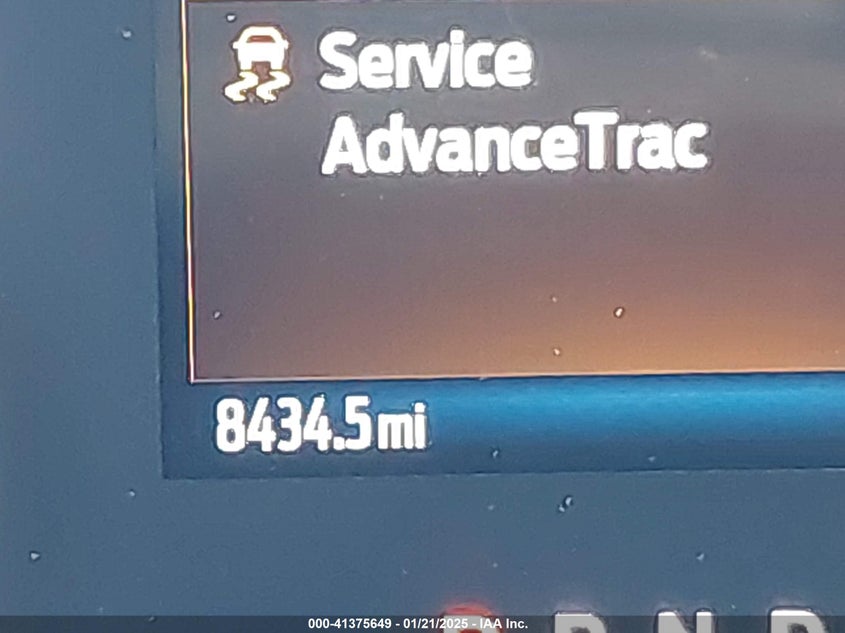 Service
AdvanceTrac
8434.5mi
R N D
000-41375649 - 01/21/2025 - IAA Inc.